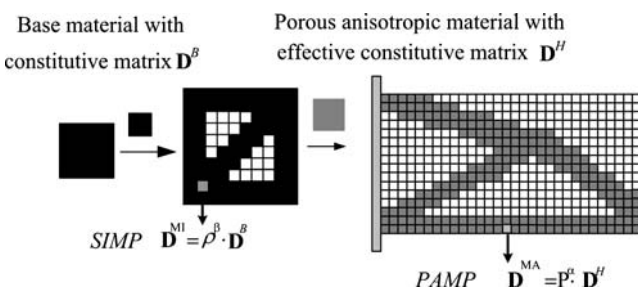 Base material with
constitutive matrix D^B
Porous anisotropic material with
effective constitutive matrix D^H
SIMP D^MI = ρ^β · D^B
PAMP D^MA = P^α · D^H